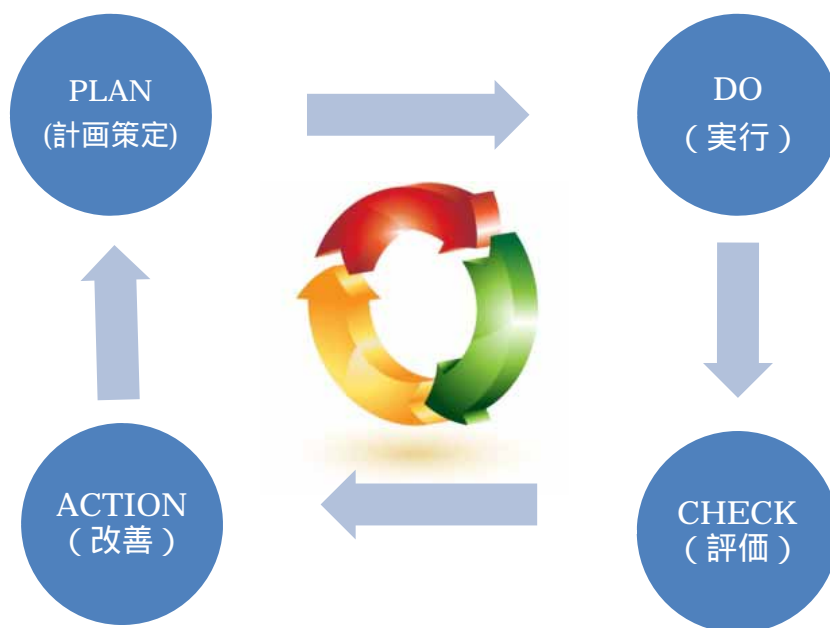 PLAN
(計画策定)
DO
（実行）
CHECK
（評価）
ACTION
（改善）